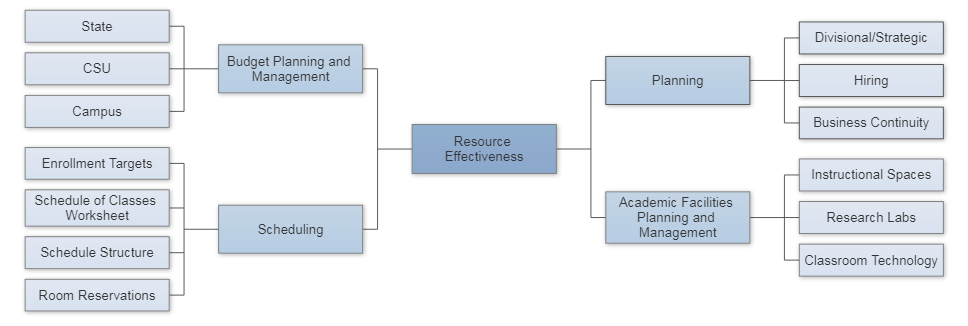 State
CSU
Campus
Budget Planning and
Management
Enrollment Targets
Schedule of Classes
Worksheet
Schedule Structure
Room Reservations
Scheduling
Resource
Effectiveness
Planning
Divisional/Strategic
Hiring
Business Continuity
Academic Facilities
Planning and
Management
Instructional Spaces
Research Labs
Classroom Technology